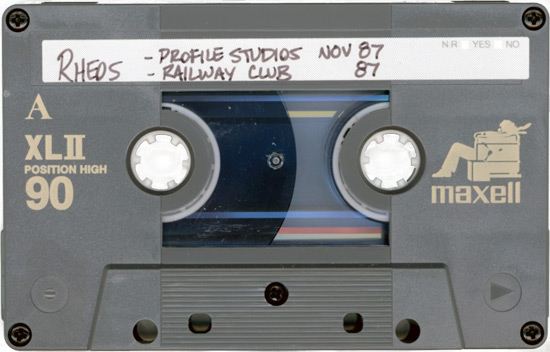 N·R YES NO
RHEOS - PROFILE STUDIOS NOV 87
- RAILWAY CLUB 87
A
XLII
POSITION HIGH
90
maxell